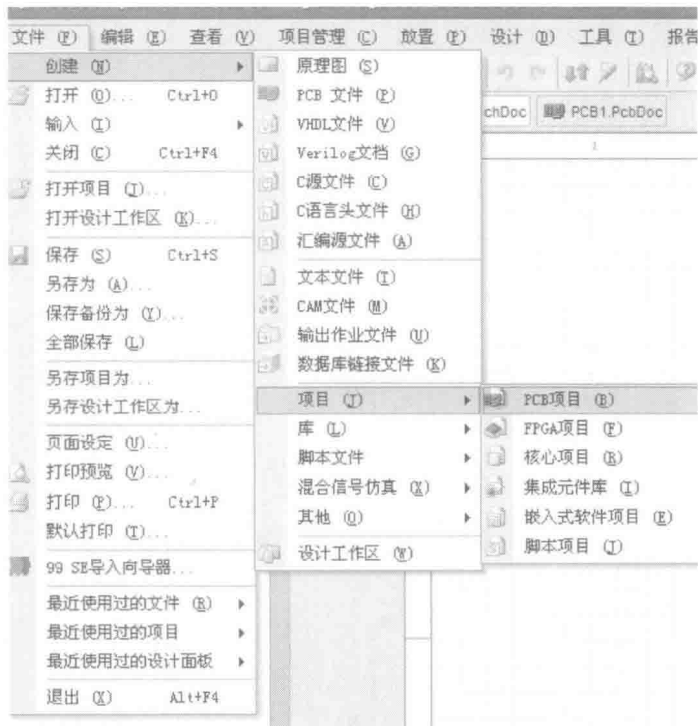 文件 (F) 编辑 (E) 查看 (V) 项目管理 (C) 放置 (P) 设计 (D) 工具 (T) 报告
创建 (N)
打开 (O)... Ctrl+O
输入 (I)
关闭 (C) Ctrl+F4
打开项目 (J)...
打开设计工作区 (K)...
保存 (S) Ctrl+S
另存为 (A)...
保存备份为 (Y)...
全部保存 (L)
另存项目为...
另存设计工作区为...
页面设定 (U)...
打印预览 (V)...
打印 (P)... Ctrl+P
默认打印 (T)...
99 SE导入向导器...
最近使用过的文件 (R)
最近使用过的项目
最近使用过的设计面板
退出 (X) Alt+F4
原理图 (S)
PCB 文件 (P)
VHDL文件 (V)
Verilog文档 (G)
C源文件 (C)
C语言头文件 (H)
汇编源文件 (A)
文本文件 (T)
CAM文件 (M)
输出作业文件 (U)
数据库链接文件 (K)
项目 (J)
库 (L)
脚本文件
混合信号仿真 (X)
其他 (O)
设计工作区 (W)
PCB项目 (B)
FPGA项目 (F)
核心项目 (R)
集成元件库 (I)
嵌入式软件项目 (E)
脚本项目 (T)
chDoc PCB1.PcbDoc
1